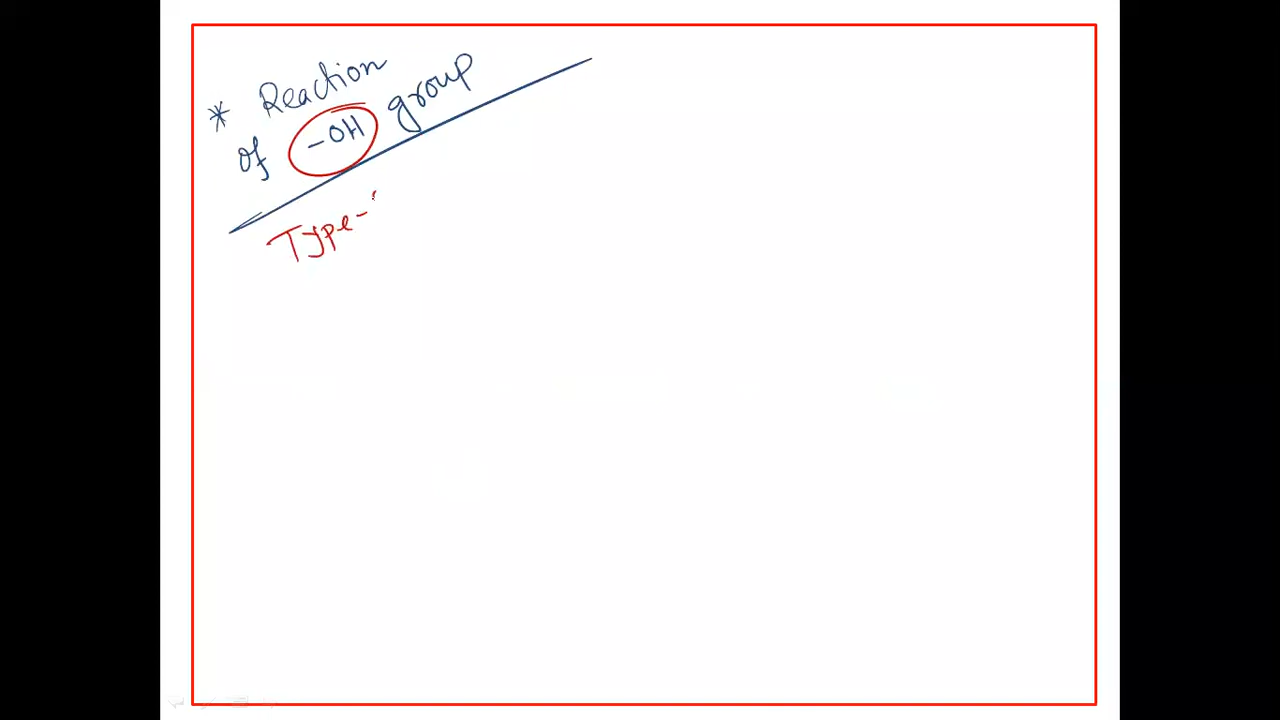 * Reaction
of -OH group
Type-